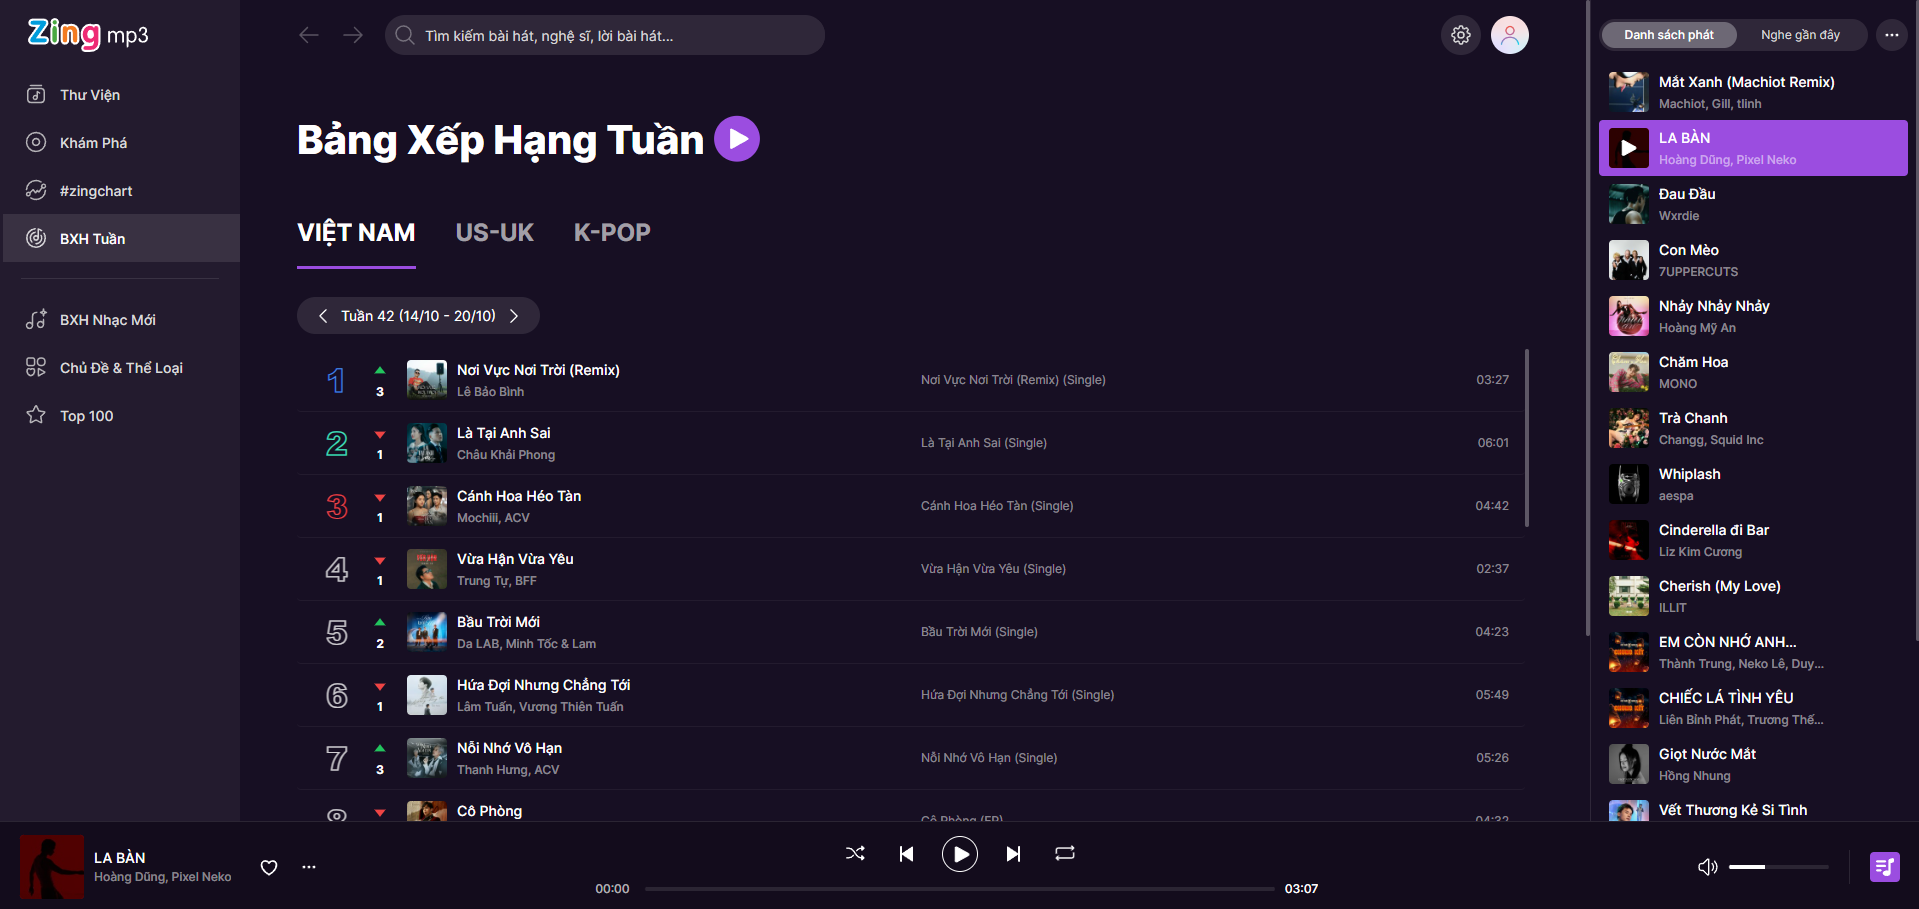 Zing mp3
Thư Viện
Khám Phá
#zingchart
BXH Tuần
BXH Nhạc Mới
Chủ Đề & Thể Loại
Top 100
Tìm kiếm bài hát, nghệ sĩ, lời bài hát...
Bảng Xếp Hạng Tuần
VIỆT NAM US-UK K-POP
Tuần 42 (14/10 - 20/10)
1 3 Nơi Vực Nơi Trời (Remix) Nơi Vực Nơi Trời (Remix) (Single) 03:27
Lê Bảo Bình
2 1 Là Tại Anh Sai Là Tại Anh Sai (Single) 06:01
Châu Khải Phong
3 1 Cánh Hoa Héo Tàn Cánh Hoa Héo Tàn (Single) 04:42
Mochiii, ACV
4 1 Vừa Hận Vừa Yêu Vừa Hận Vừa Yêu (Single) 02:37
Trung Tự, BFF
5 2 Bầu Trời Mới Bầu Trời Mới (Single) 04:23
Da LAB, Minh Tốc & Lam
6 1 Hứa Đợi Nhưng Chẳng Tới Hứa Đợi Nhưng Chẳng Tới (Single) 05:49
Lâm Tuấn, Vương Thiên Tuấn
7 3 Nỗi Nhớ Vô Hạn Nỗi Nhớ Vô Hạn (Single) 05:26
Thanh Hưng, ACV
8 Cô Phòng Cô Phòng (EP) 04:32
Danh sách phát Nghe gần đây
Mắt Xanh (Machiot Remix)
Machiot, Gill, tlinh
LA BÀN
Hoàng Dũng, Pixel Neko
Đau Đầu
Wxrdie
Con Mèo
7UPPERCUTS
Nhảy Nhảy Nhảy
Hoàng Mỹ An
Chăm Hoa
MONO
Trà Chanh
Changg, Squid Inc
Whiplash
aespa
Cinderella đi Bar
Liz Kim Cương
Cherish (My Love)
ILLIT
EM CÒN NHỚ ANH...
Thành Trung, Neko Lê, Duy...
CHIẾC LÁ TÌNH YÊU
Liên Bỉnh Phát, Trương Thế...
Giọt Nước Mắt
Hồng Nhung
Vết Thương Kẻ Si Tình
LA BÀN
Hoàng Dũng, Pixel Neko
00:00 03:07